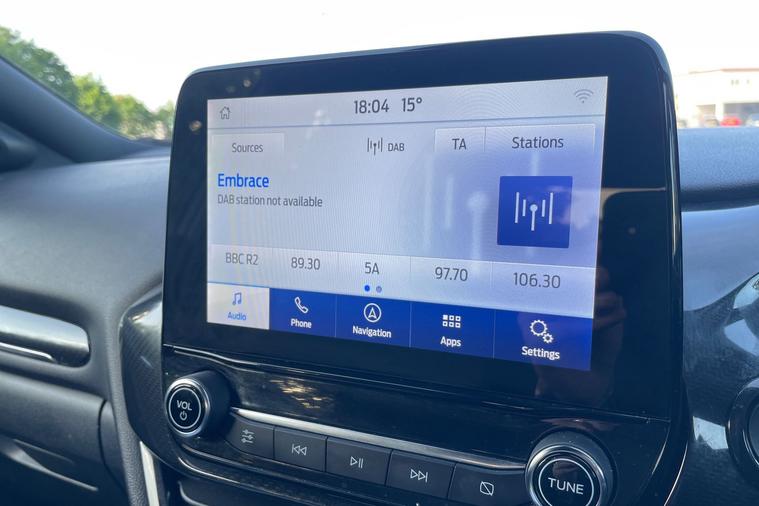 18:04 15°
Sources DAB TA Stations
Embrace
DAB station not available
BBC R2 89.30 5A 97.70 106.30
Audio Phone Navigation Apps Settings
VOL
TUNE